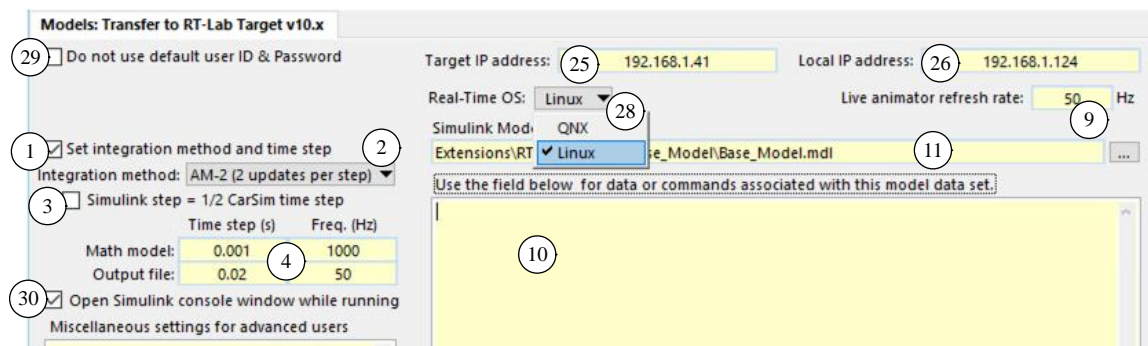 Models: Transfer to RT-Lab Target v10.x
29 Do not use default user ID & Password
Target IP address: 25 192.168.1.41 Local IP address: 26 192.168.1.124
Real-Time OS: Linux 28 Live animator refresh rate: 50 Hz
9
QNX
✔ Linux
Simulink Mod
1 Set integration method and time step 2
Extensions\RT se_Model\Base_Model.mdl 11 ...
Integration method: AM-2 (2 updates per step)
Use the field below for data or commands associated with this model data set.
3 Simulink step = 1/2 CarSim time step
Time step (s) Freq. (Hz)
Math model: 0.001 1000
4
10
Output file: 0.02 50
30 Open Simulink console window while running
Miscellaneous settings for advanced users